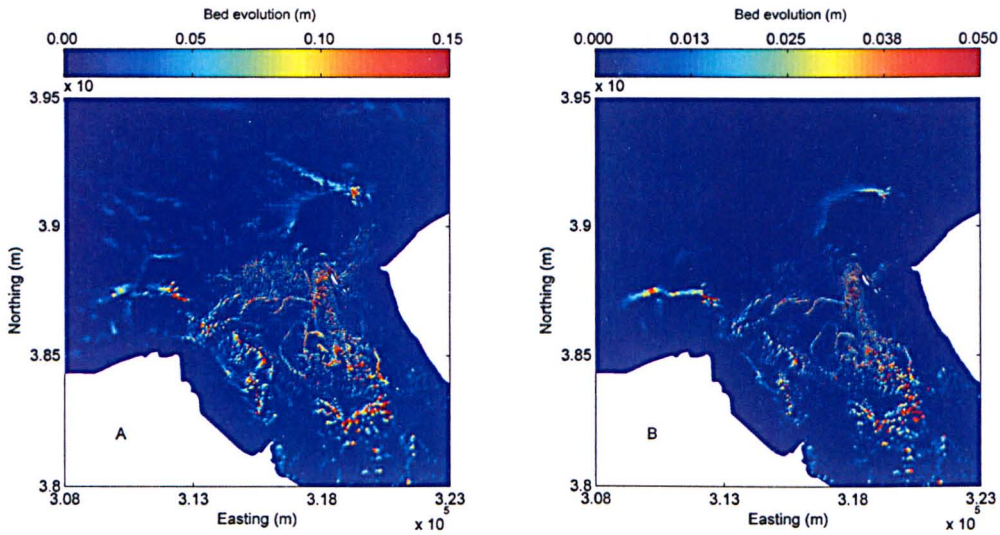 Bed evolution (m)
0.00 0.05 0.10 0.15
x 10
3.95
3.9
3.85
3.8
Northing (m)
A
3.08 3.13 3.18 3.23
Easting (m)
x 10 5
Bed evolution (m)
0.000 0.013 0.025 0.038 0.050
x 10
3.95
3.9
3.85
3.8
Northing (m)
B
3.08 3.13 3.18 3.23
Easting (m)
x 10 5